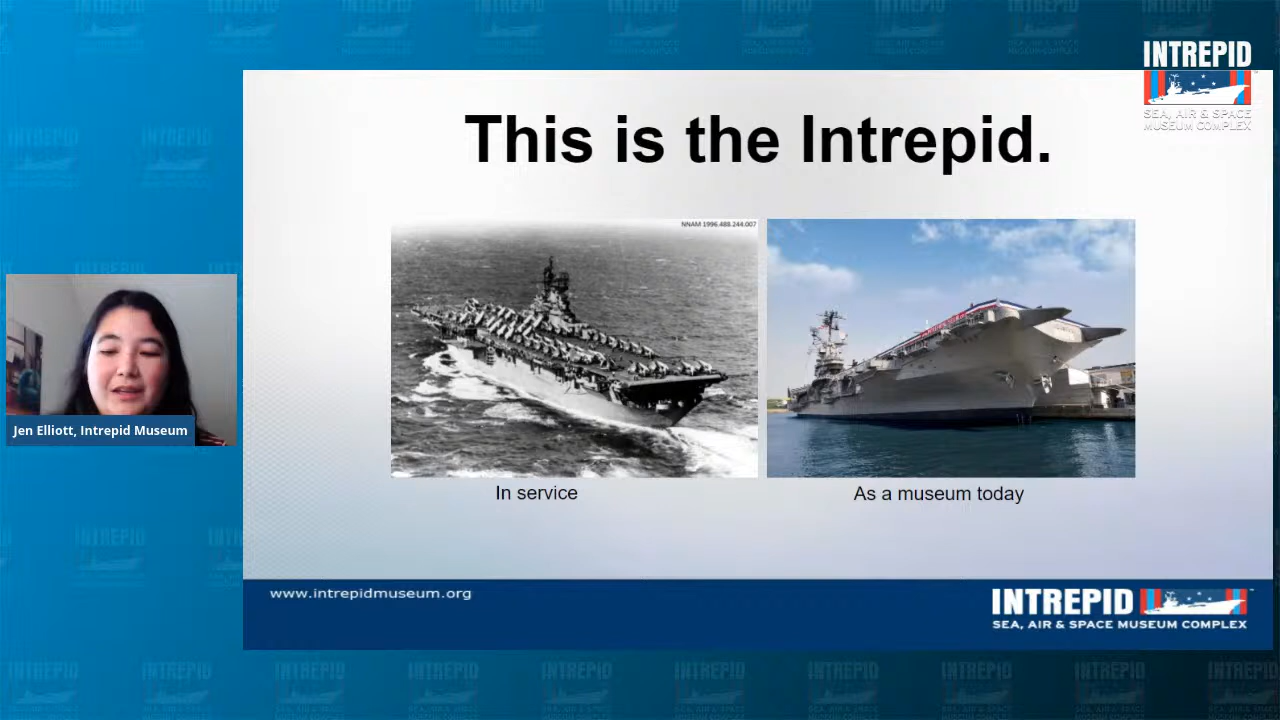 INTREPID
SEA, AIR & SPACE
MUSEUM COMPLEX
This is the Intrepid.
NNAM 1996.488.244.007
Jen Elliott, Intrepid Museum
In service
As a museum today
www.intrepidmuseum.org
INTREPID
SEA, AIR & SPACE MUSEUM COMPLEX